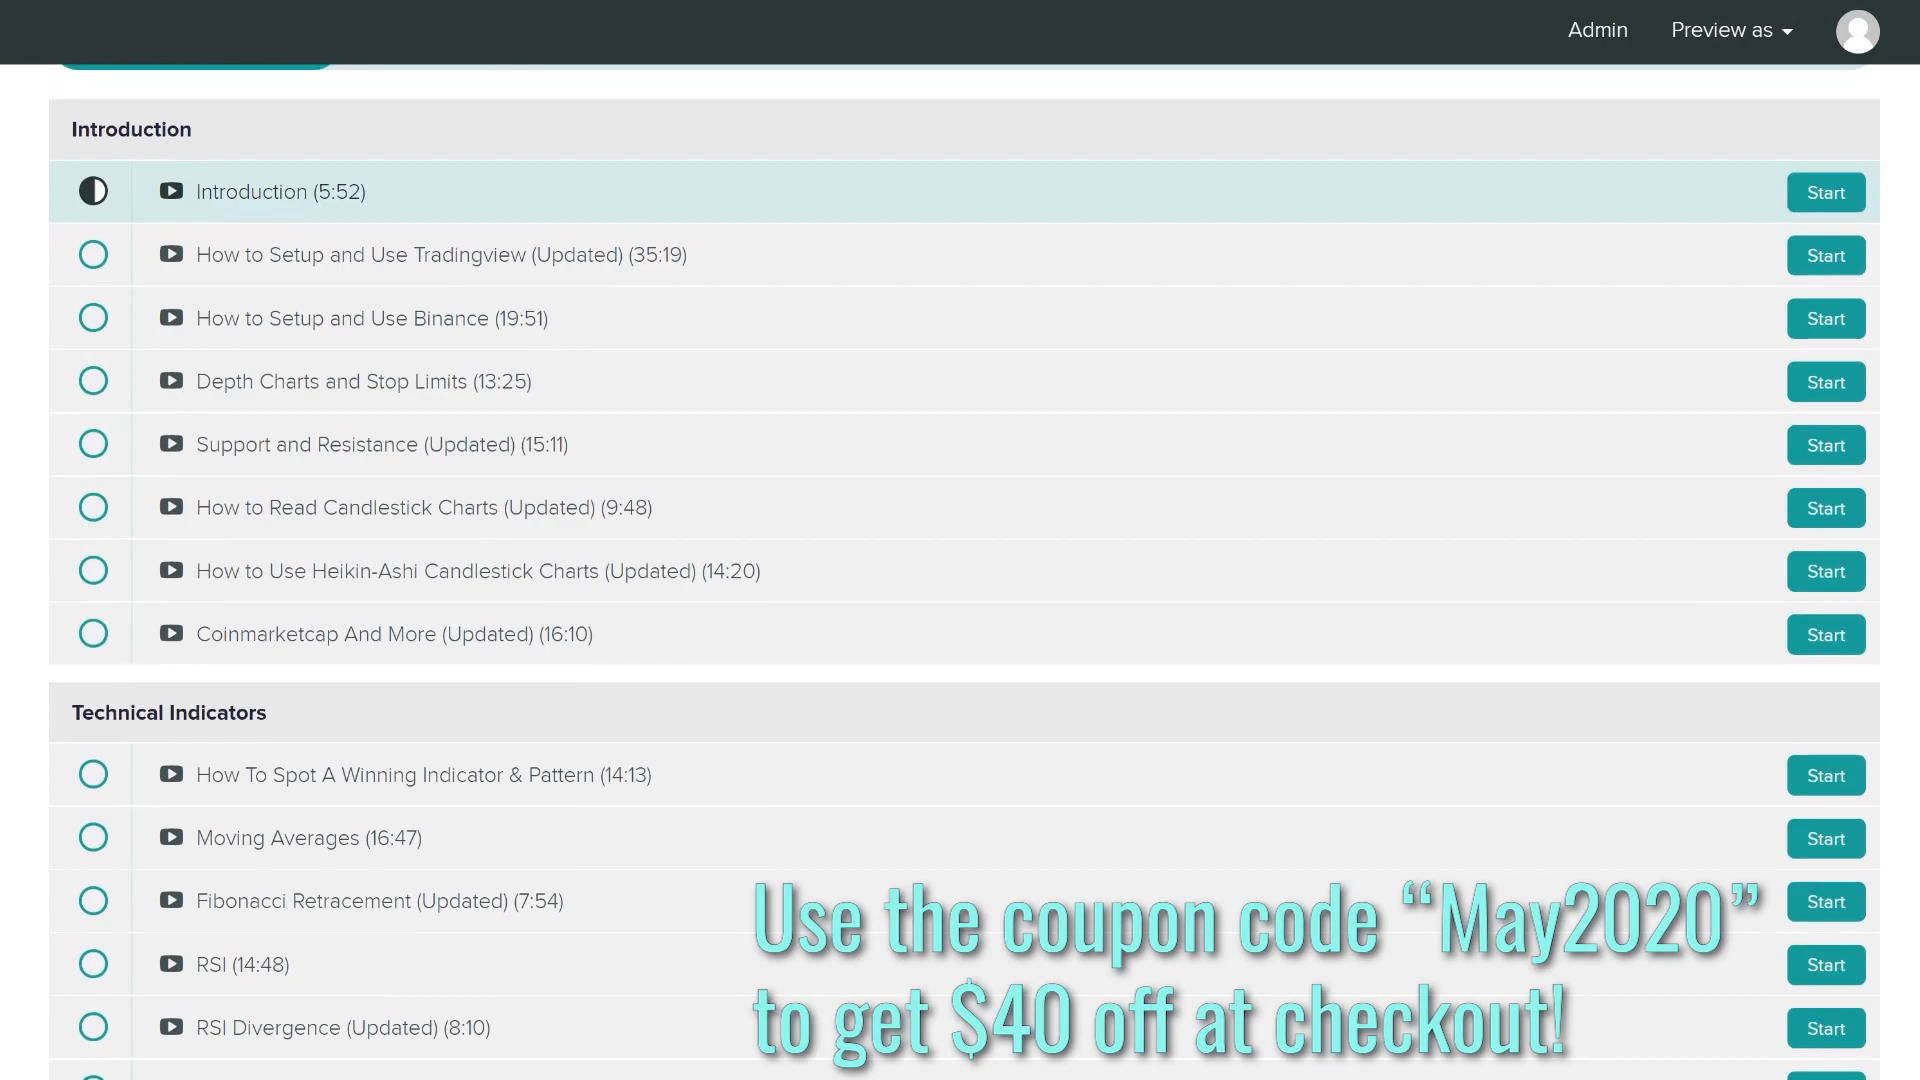 Admin
Preview as
Introduction
Introduction (5:52)
Start
How to Setup and Use Tradingview (Updated) (35:19)
Start
How to Setup and Use Binance (19:51)
Start
Depth Charts and Stop Limits (13:25)
Start
Support and Resistance (Updated) (15:11)
Start
How to Read Candlestick Charts (Updated) (9:48)
Start
How to Use Heikin-Ashi Candlestick Charts (Updated) (14:20)
Start
Coinmarketcap And More (Updated) (16:10)
Start
Technical Indicators
How To Spot A Winning Indicator & Pattern (14:13)
Start
Moving Averages (16:47)
Start
Fibonacci Retracement (Updated) (7:54)
Start
RSI (14:48)
Start
RSI Divergence (Updated) (8:10)
Start
Use the coupon code “May2020”
to get $40 off at checkout!